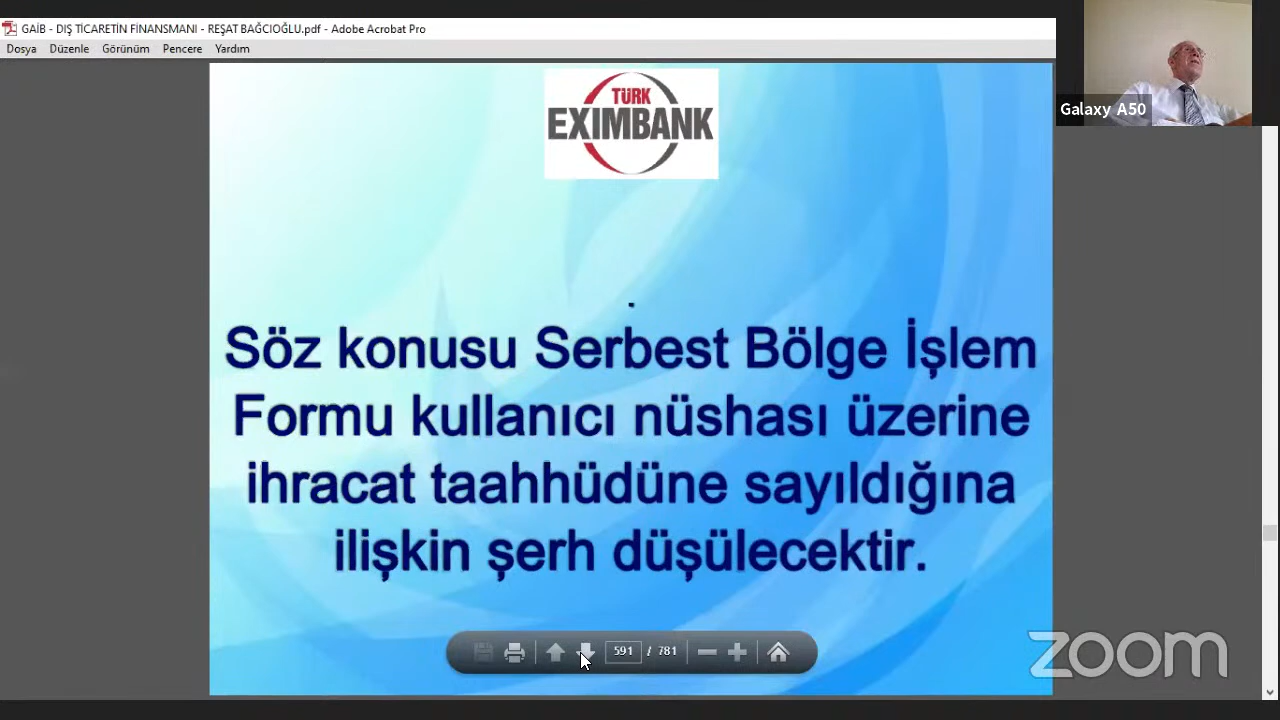 GAİB - DIŞ TİCARETİN FİNANSMANI - REŞAT BAĞCIOĞLU.pdf - Adobe Acrobat Pro
Dosya Düzenle Görünüm Pencere Yardım
Galaxy A50
TÜRK
EXIMBANK
Söz konusu Serbest Bölge İşlem
Formu kullanıcı nüshası üzerine
ihracat taahhüdüne sayıldığına
ilişkin şerh düşülecektir.
591 / 781
zoom